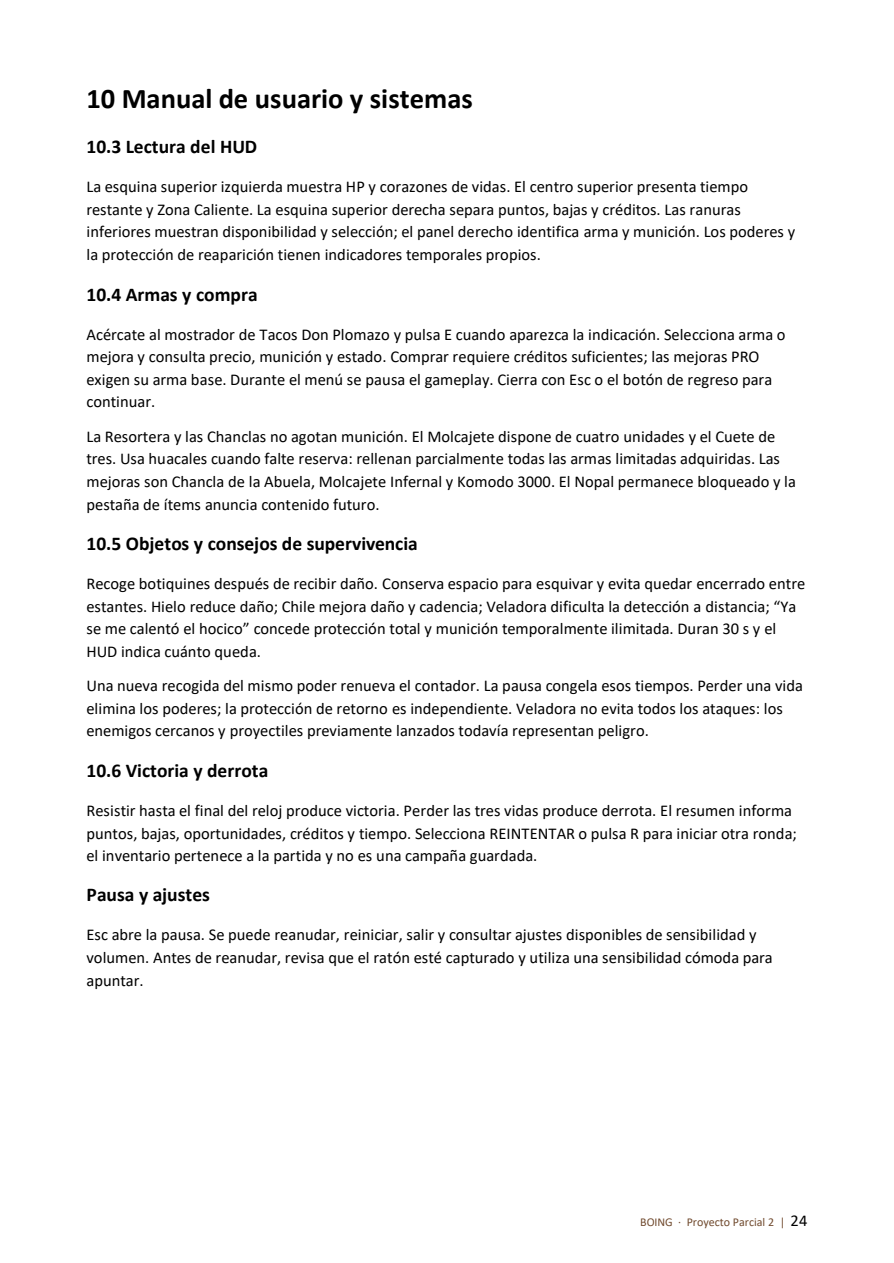 10 Manual de usuario y sistemas
10.3 Lectura del HUD
La esquina superior izquierda muestra HP y corazones de vidas. El centro superior presenta tiempo
restante y Zona Caliente. La esquina superior derecha separa puntos, bajas y créditos. Las ranuras
inferiores muestran disponibilidad y selección; el panel derecho identifica arma y munición. Los poderes y
la protección de reaparición tienen indicadores temporales propios.
10.4 Armas y compra
Acércate al mostrador de Tacos Don Plomazo y pulsa E cuando aparezca la indicación. Selecciona arma o
mejora y consulta precio, munición y estado. Comprar requiere créditos suficientes; las mejoras PRO
exigen su arma base. Durante el menú se pausa el gameplay. Cierra con Esc o el botón de regreso para
continuar.
La Resortera y las Chanclas no agotan munición. El Molcajete dispone de cuatro unidades y el Cuete de
tres. Usa huacales cuando falte reserva: rellenan parcialmente todas las armas limitadas adquiridas. Las
mejoras son Chancla de la Abuela, Molcajete Infernal y Komodo 3000. El Nopal permanece bloqueado y la
pestaña de ítems anuncia contenido futuro.
10.5 Objetos y consejos de supervivencia
Recoge botiquines después de recibir daño. Conserva espacio para esquivar y evita quedar encerrado entre
estantes. Hielo reduce daño; Chile mejora daño y cadencia; Veladora dificulta la detección a distancia; “Ya
se me calentó el hocico” concede protección total y munición temporalmente ilimitada. Duran 30 s y el
HUD indica cuánto queda.
Una nueva recogida del mismo poder renueva el contador. La pausa congela esos tiempos. Perder una vida
elimina los poderes; la protección de retorno es independiente. Veladora no evita todos los ataques: los
enemigos cercanos y proyectiles previamente lanzados todavía representan peligro.
10.6 Victoria y derrota
Resistir hasta el final del reloj produce victoria. Perder las tres vidas produce derrota. El resumen informa
puntos, bajas, oportunidades, créditos y tiempo. Selecciona REINTENTAR o pulsa R para iniciar otra ronda;
el inventario pertenece a la partida y no es una campaña guardada.
Pausa y ajustes
Esc abre la pausa. Se puede reanudar, reiniciar, salir y consultar ajustes disponibles de sensibilidad y
volumen. Antes de reanudar, revisa que el ratón esté capturado y utiliza una sensibilidad cómoda para
apuntar.
BOING · Proyecto Parcial 2 | 24